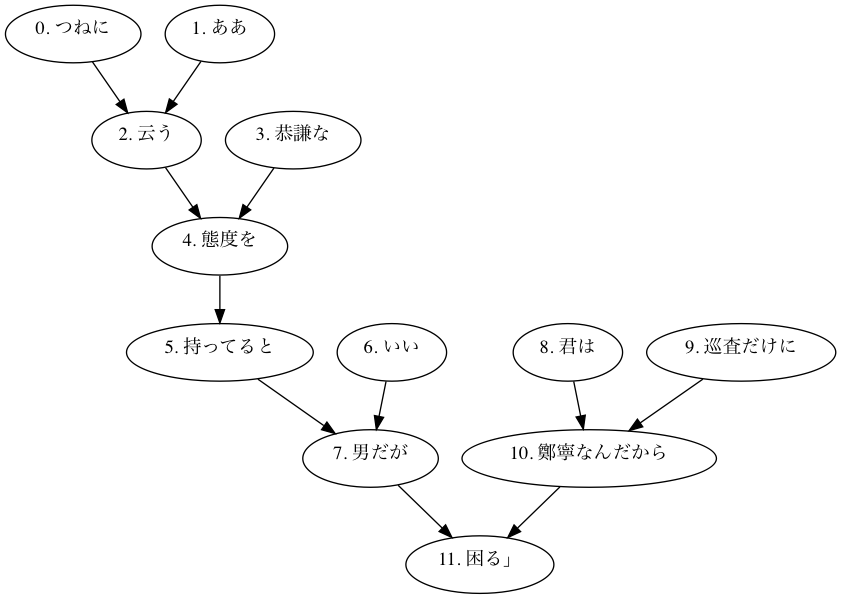 0. つねに
1. ああ
2. 云う
3. 恭謙な
4. 態度を
5. 持ってると
6. いい
7. 男だが
8. 君は
9. 巡査だけに
10. 鄭寧なんだから
11. 困る」